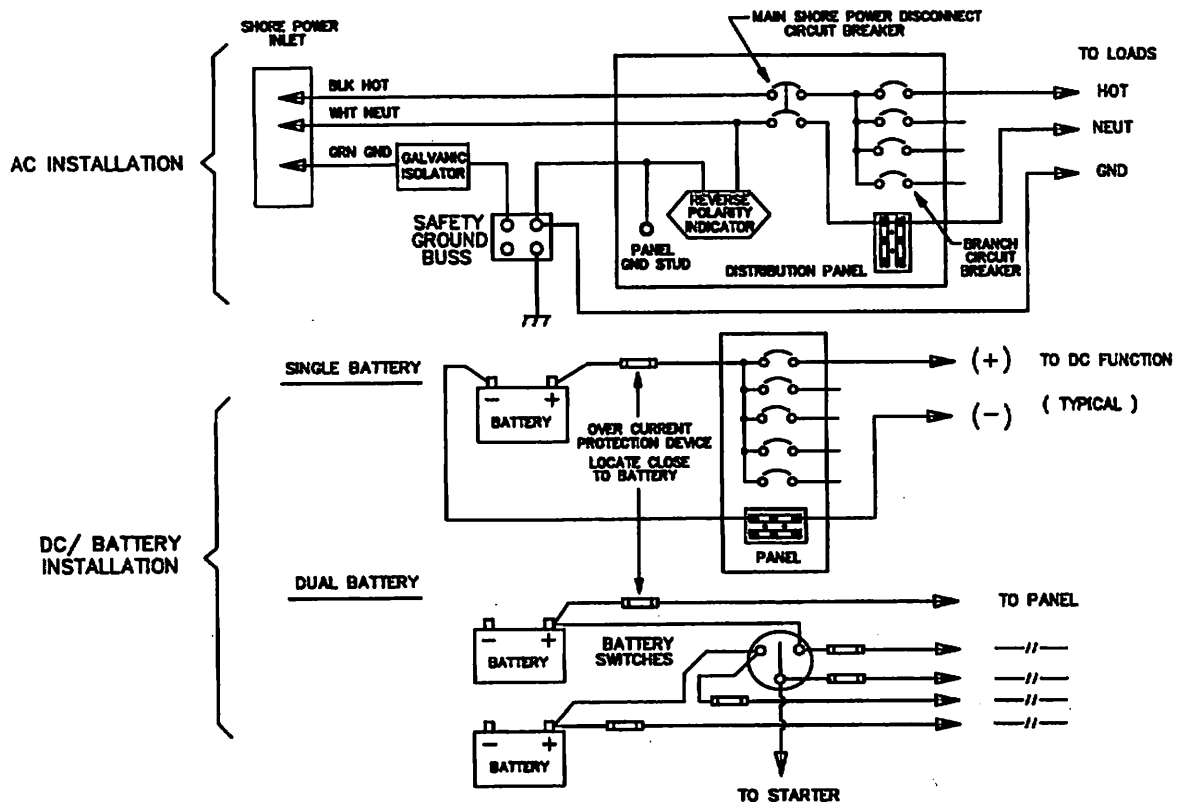 SHORE POWER
INLET
MAIN SHORE POWER DISCONNECT
CIRCUIT BREAKER
TO LOADS
BLK HOT
HOT
WHT NEUT
NEUT
AC INSTALLATION
GRN GND
GALVANIC
ISOLATOR
GND
SAFETY
GROUND
BUSS
REVERSE
POLARITY
INDICATOR
PANEL
GND STUD
DISTRIBUTION PANEL
BRANCH
CIRCUIT
BREAKER
SINGLE BATTERY
- +
BATTERY
(+) TO DC FUNCTION
(-) ( TYPICAL )
OVER CURRENT
PROTECTION DEVICE
LOCATE CLOSE
TO BATTERY
PANEL
DC/ BATTERY
INSTALLATION
DUAL BATTERY
TO PANEL
- +
BATTERY
BATTERY
SWITCHES
—//—
—//—
—//—
—//—
- +
BATTERY
TO STARTER